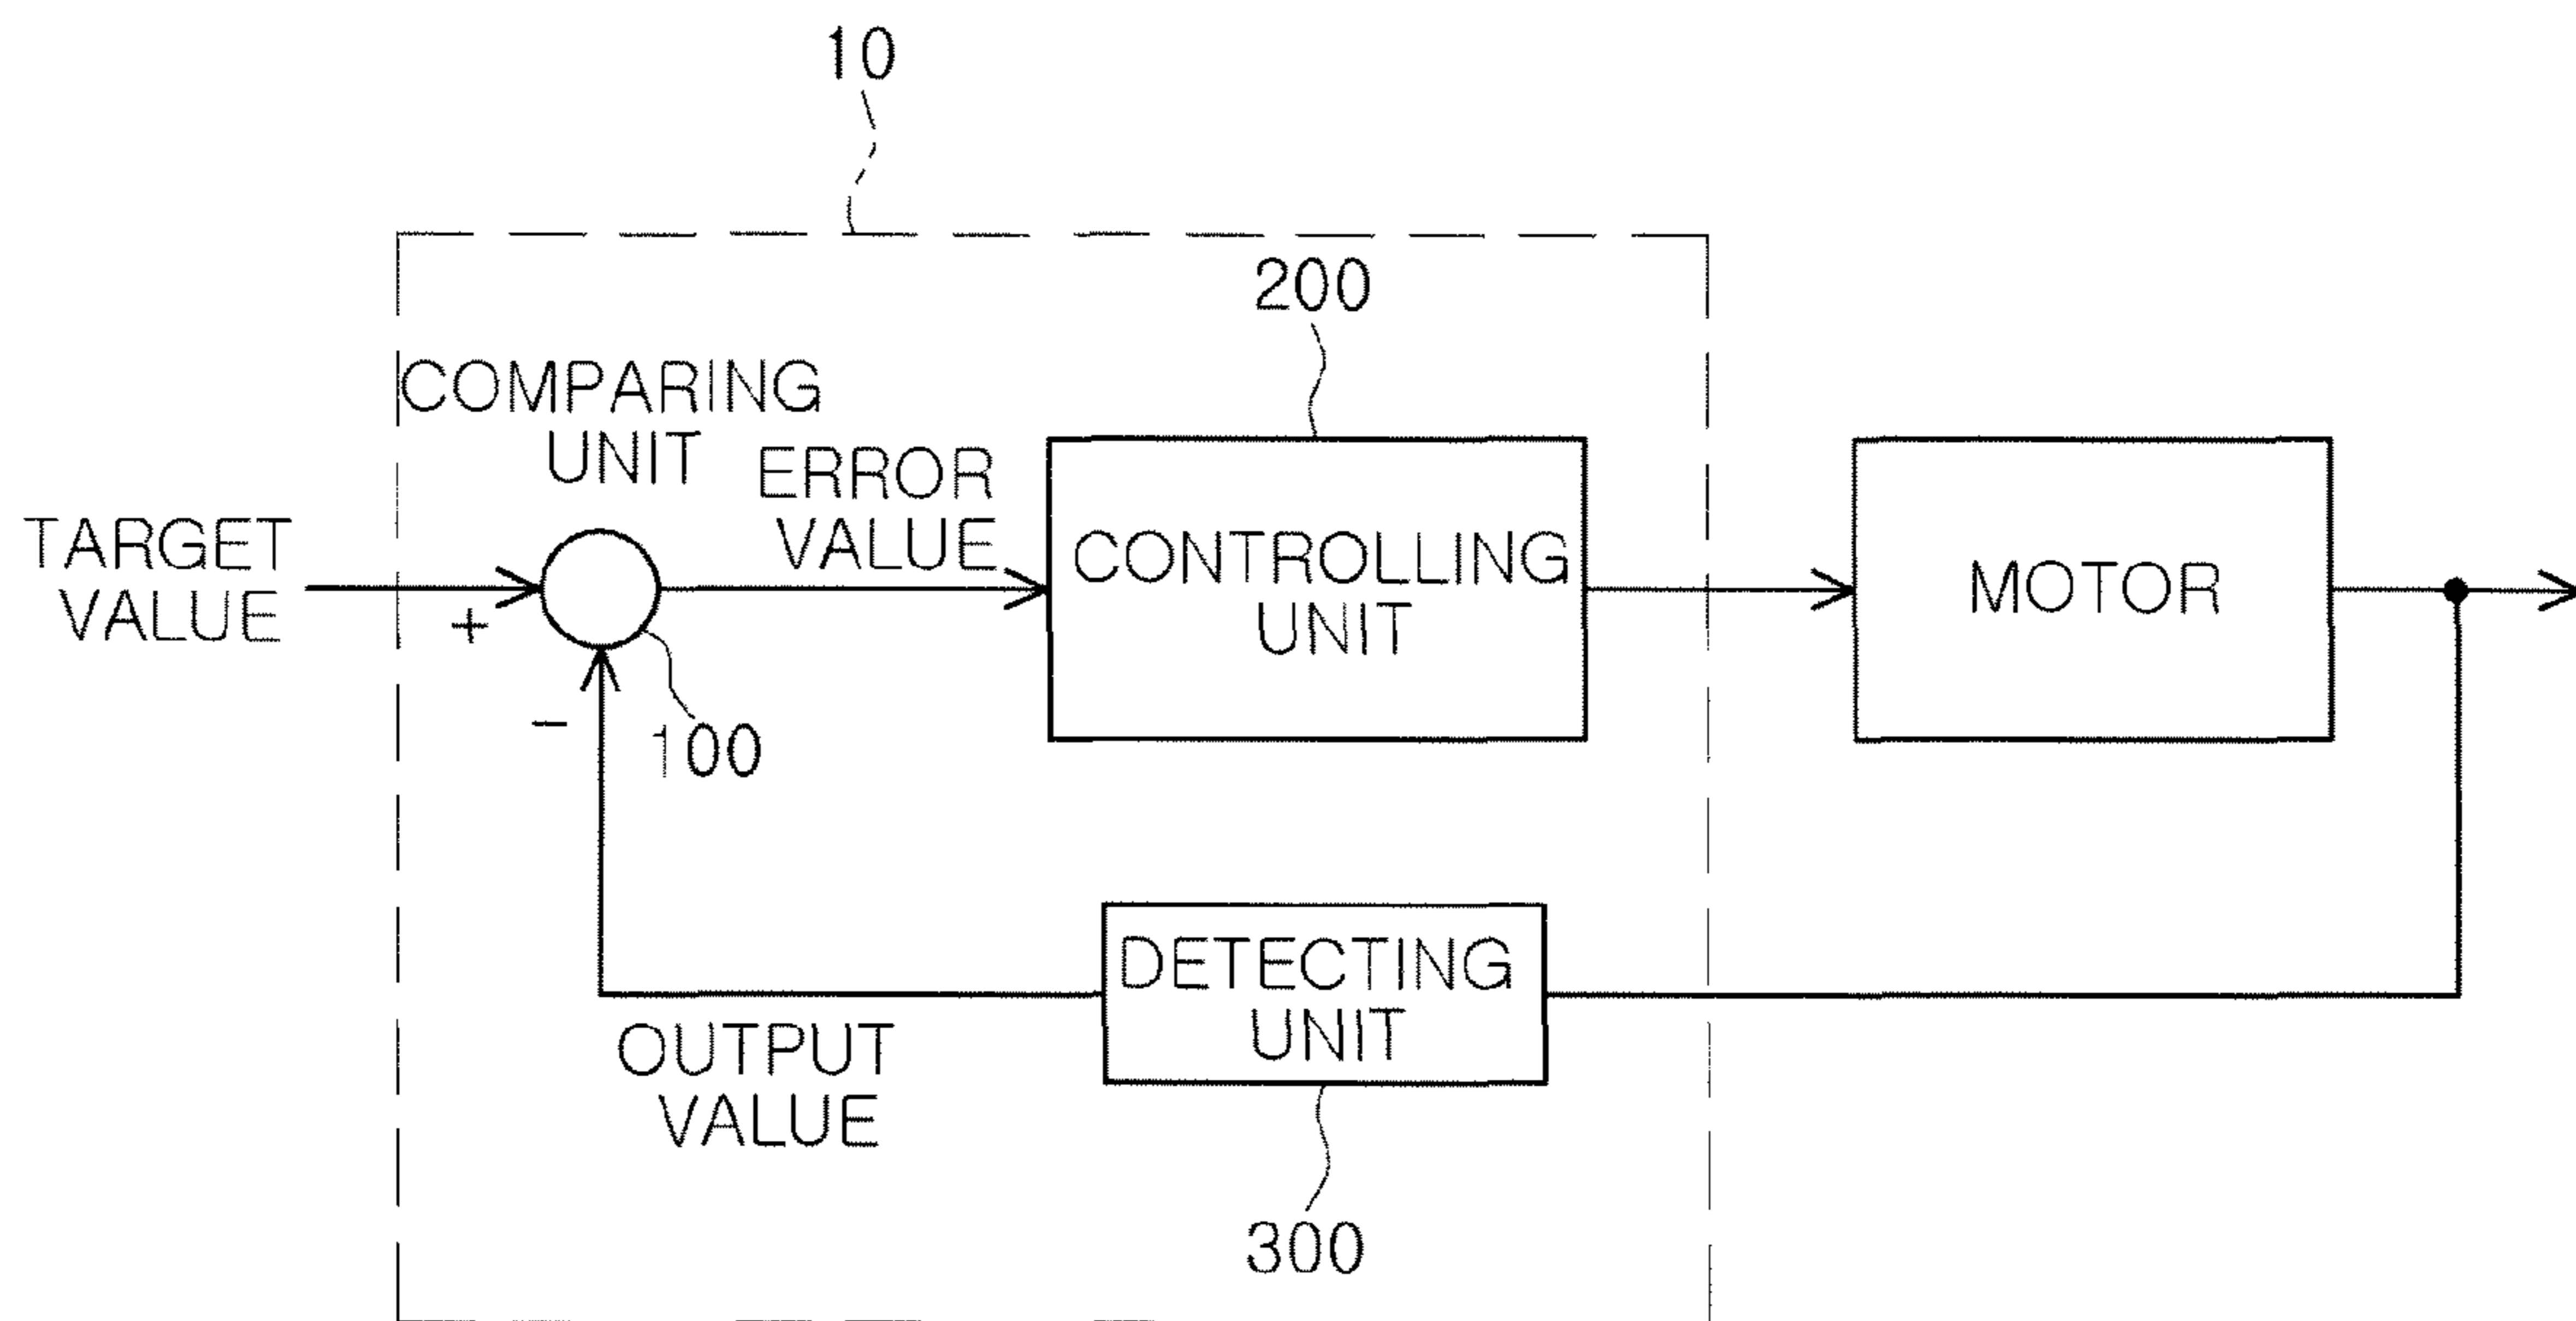 10
200
COMPARING
UNIT
ERROR
VALUE
TARGET
VALUE
+
-
100
CONTROLLING
UNIT
MOTOR
DETECTING
UNIT
OUTPUT
VALUE
300